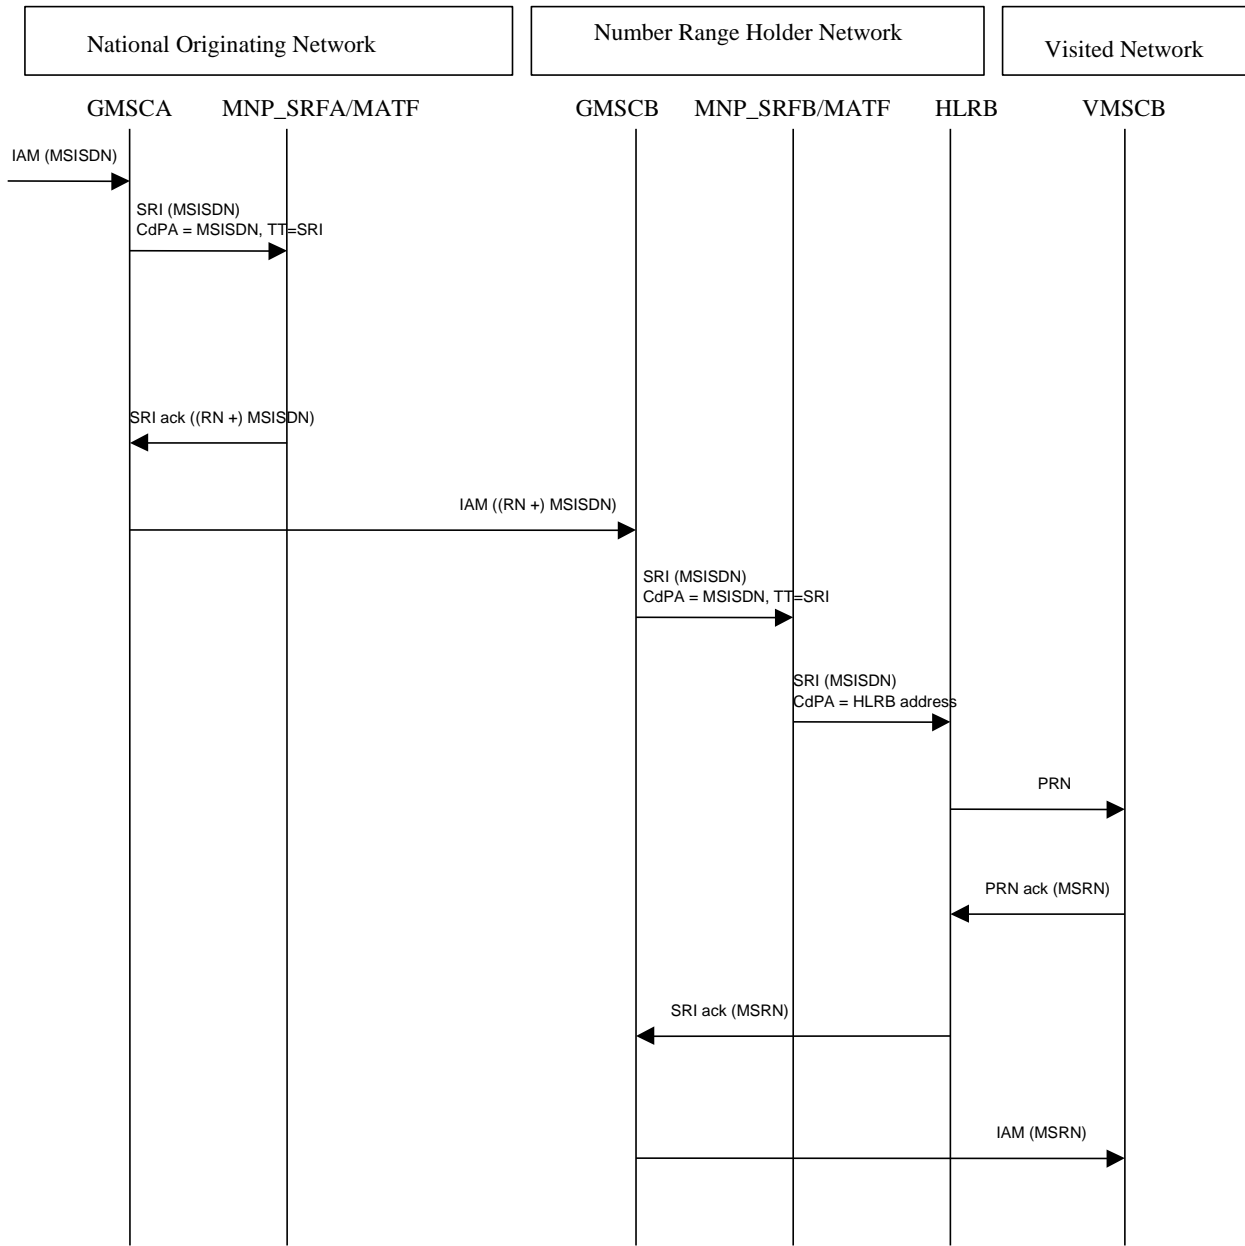 National Originating Network
Number Range Holder Network
Visited Network
GMSCA
MNP_SRFA/MATF
GMSCB
MNP_SRFB/MATF
HLRB
VMSCB
IAM (MSISDN)
SRI (MSISDN)
CdPA = MSISDN, TT=SRI
SRI ack ((RN +) MSISDN)
IAM ((RN +) MSISDN)
SRI (MSISDN)
CdPA = MSISDN, TT=SRI
SRI (MSISDN)
CdPA = HLRB address
PRN
PRN ack (MSRN)
SRI ack (MSRN)
IAM (MSRN)